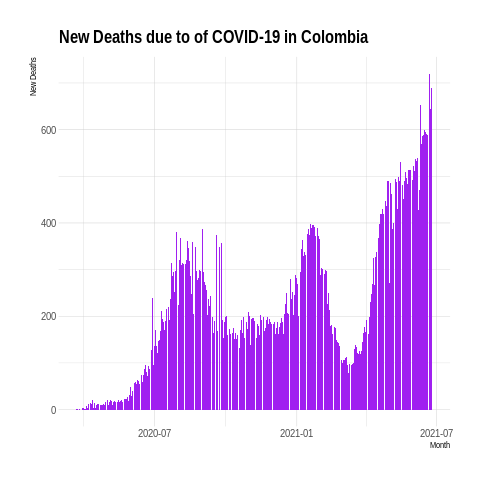 New Deaths due to of COVID-19 in Colombia
New Deaths
600
400
200
0
2020-07
2021-01
2021-07
Month